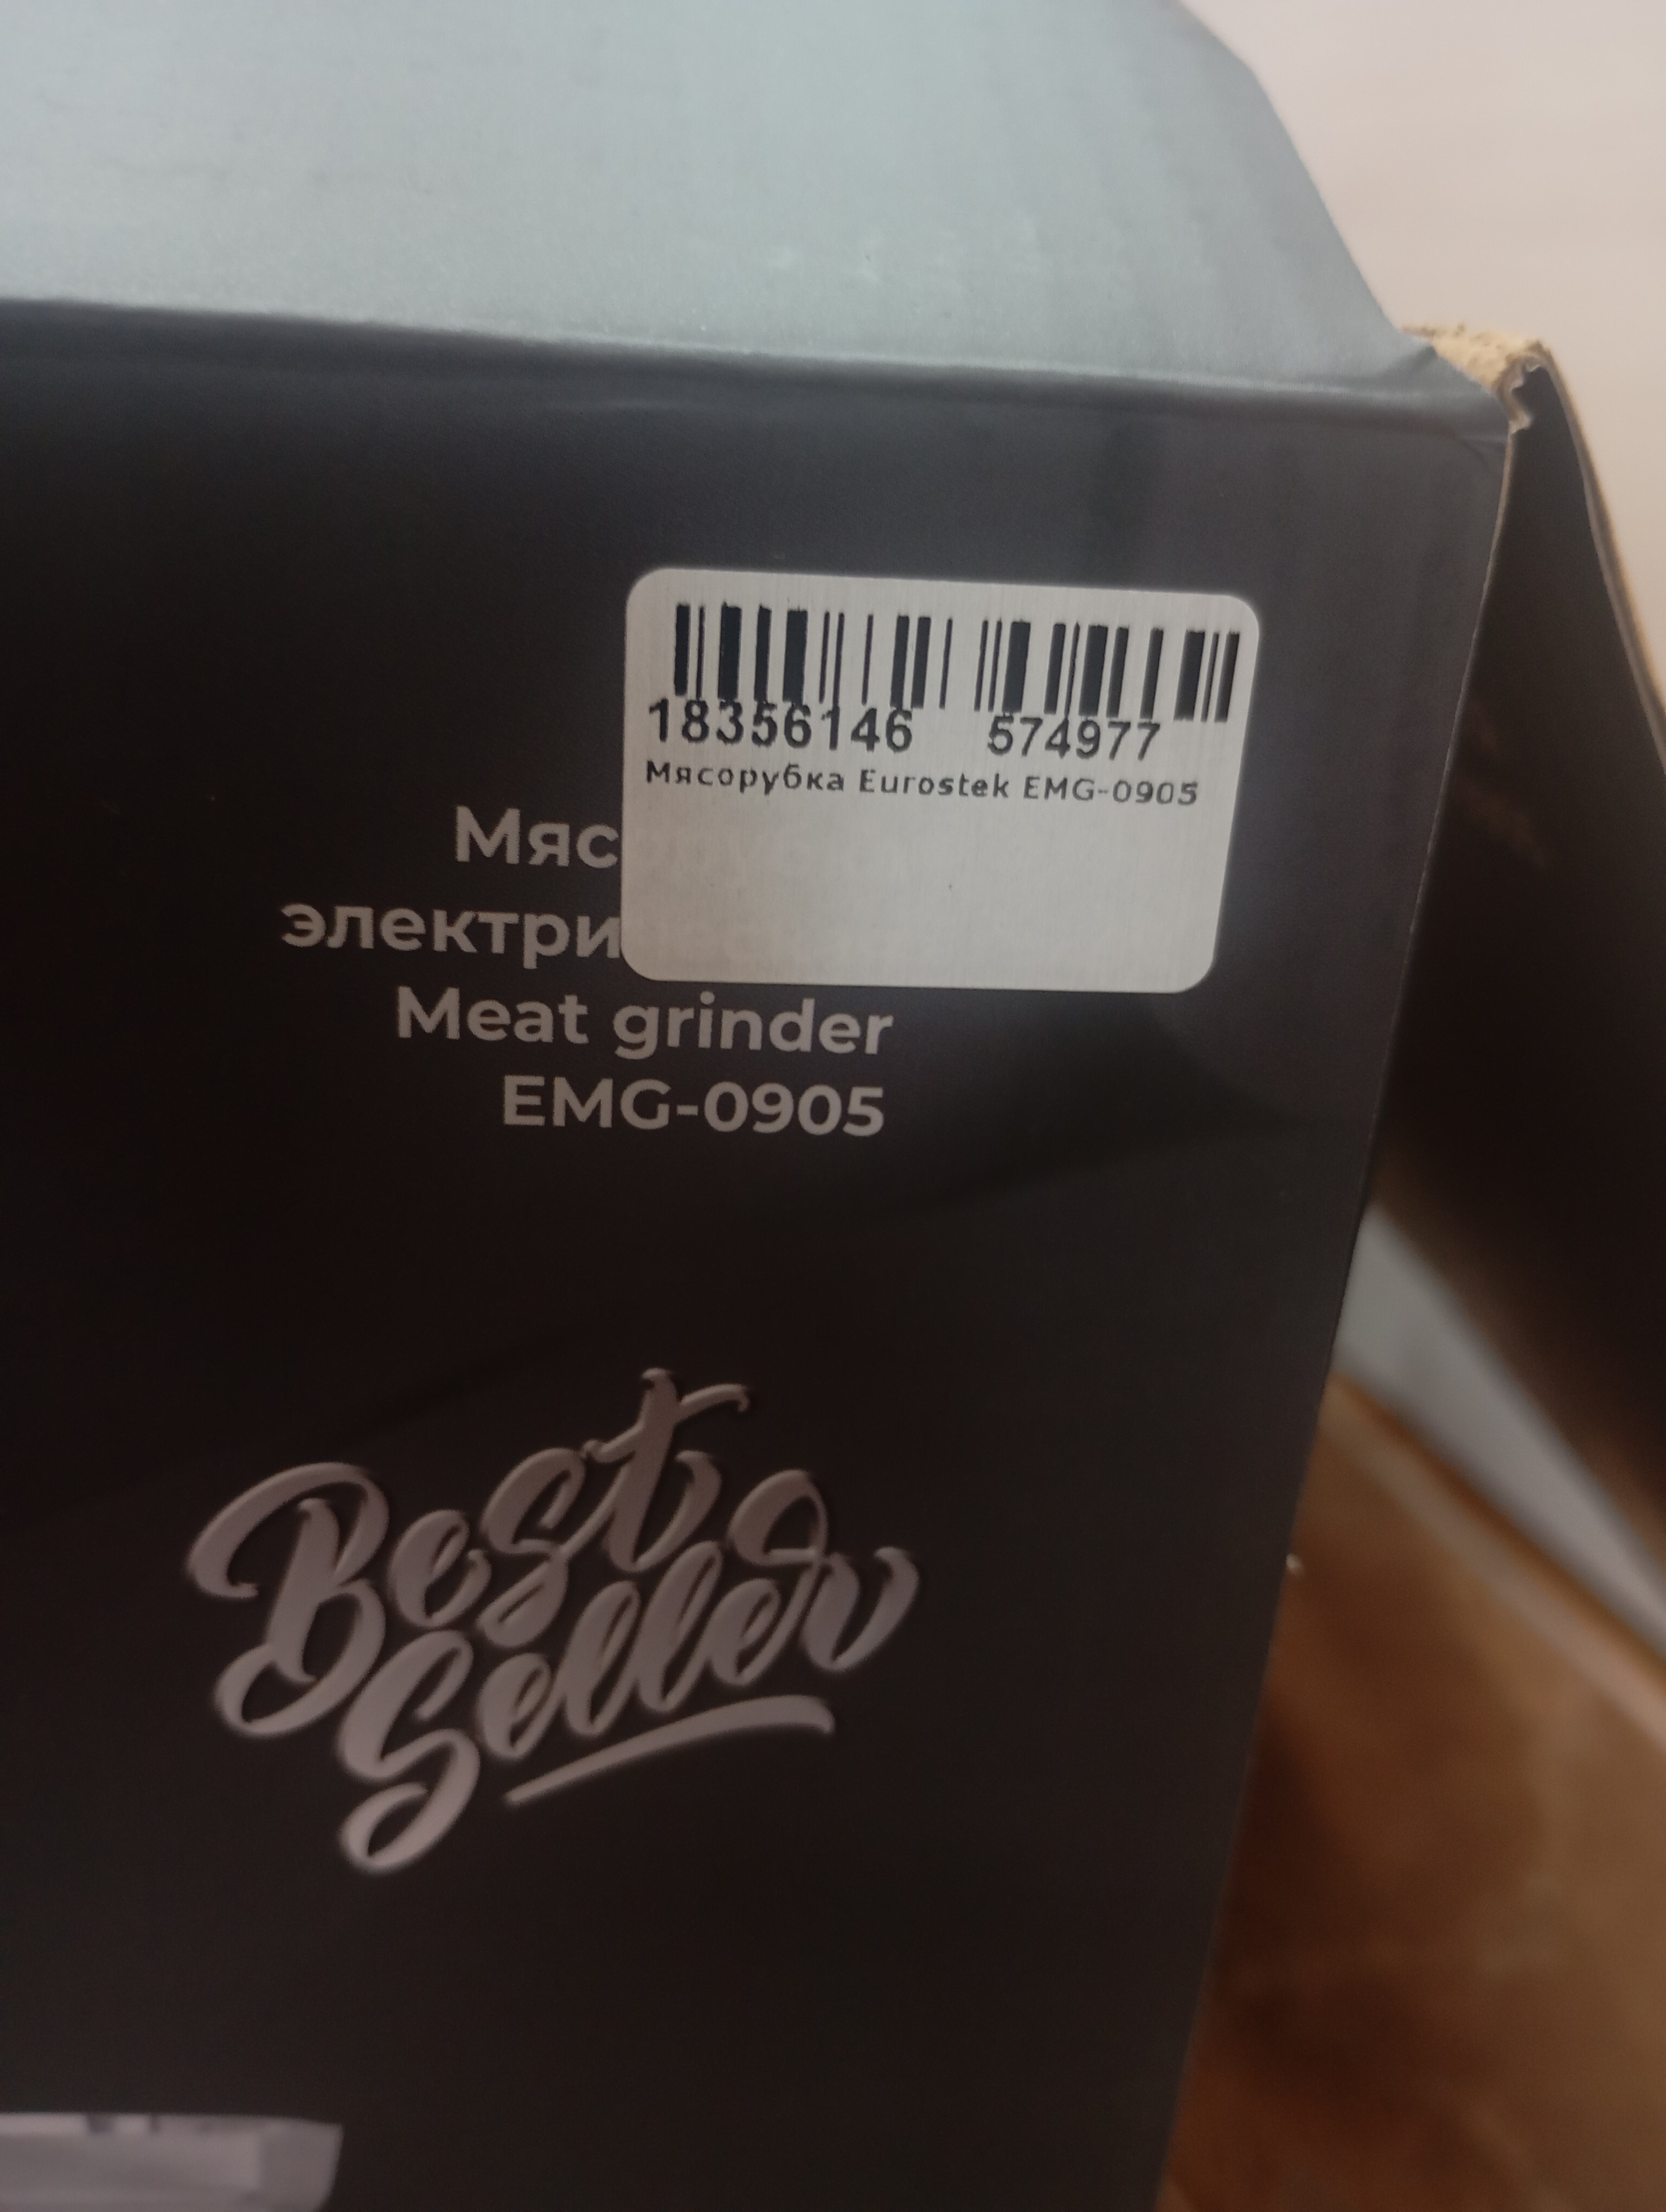 18356146 574977
Мясорубка Eurostek EMG-0905
Мяс
электри
Meat grinder
EMG-0905
Best
Seller